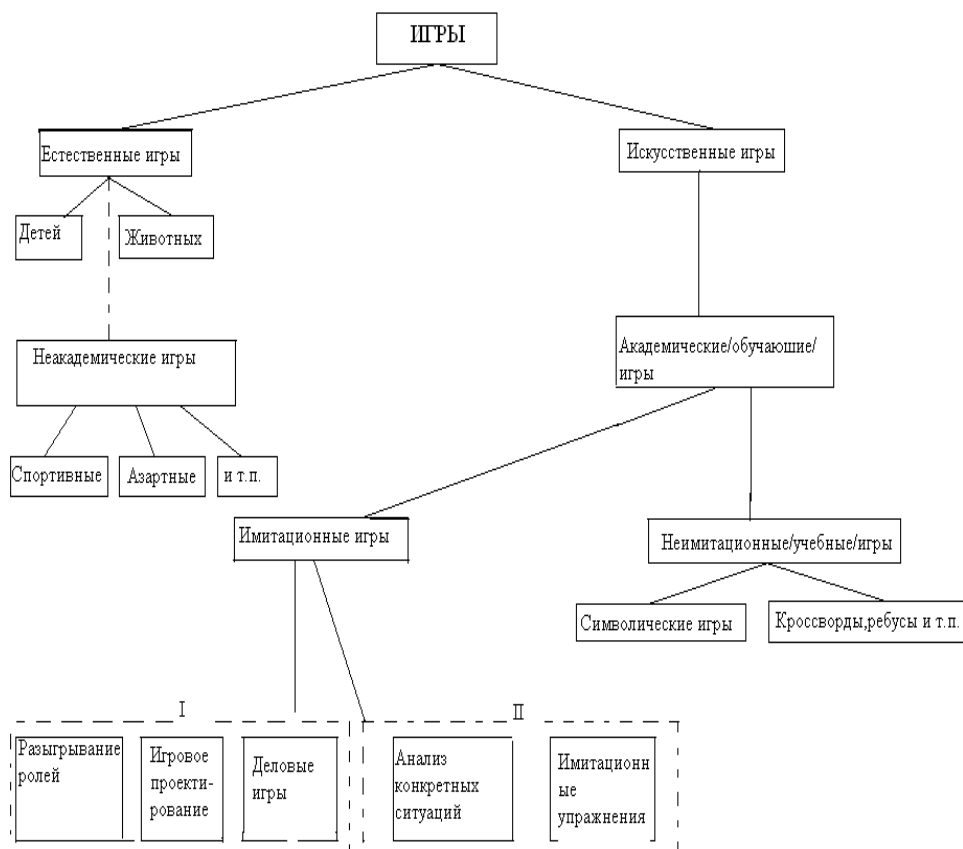 ИГРЫ
Естественные игры
Искусственные игры
Детей
Животных
Неакадемические игры
Академические/обучаюшие/
игры
Спортивные
Азартные
и т.п.
Имитационные игры
Неимитационные/учебные/игры
Символические игры
Кроссворды,ребусы и т.п.
I
II
Разыгрывание
ролей
Игровое
проекти-
рование
Деловые
игры
Анализ
конкретных
ситуаций
Имитационн
ые
упражнения